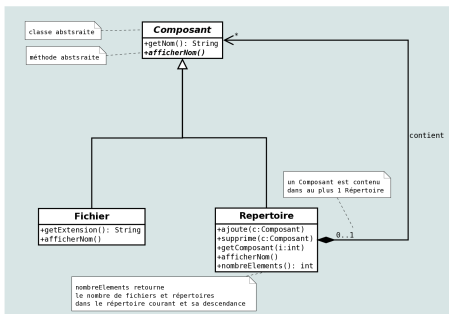 classe abstsraite
Composant
+getNom(): String
+afficherNom()
*
méthode abstsraite
contient
un Composant est contenu
dans au plus 1 Répertoire
Fichier
+getExtension(): String
+afficherNom()
Repertoire
+ajoute(c:Composant)
+supprime(c:Composant)
+getComposant(i:int)
+afficherNom()
+nombreElements(): int
0..1
nombreElements retourne
le nombre de fichiers et répertoires
dans le répertoire courant et sa descendance